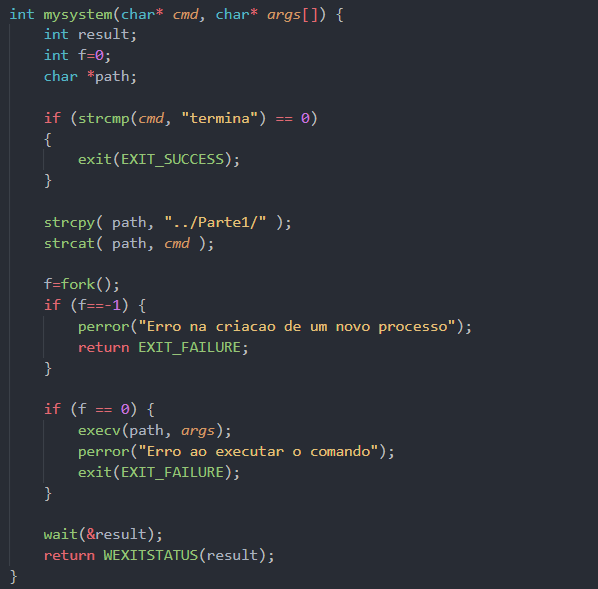 int mysystem(char* cmd, char* args[]) {
    int result;
    int f=0;
    char *path;

    if (strcmp(cmd, "termina") == 0)
    {
        exit(EXIT_SUCCESS);
    }

    strcpy( path, "../Parte1/" );
    strcat( path, cmd );

    f=fork();
    if (f==-1) {
        perror("Erro na criacao de um novo processo");
        return EXIT_FAILURE;
    }

    if (f == 0) {
        execv(path, args);
        perror("Erro ao executar o comando");
        exit(EXIT_FAILURE);
    }

    wait(&result);
    return WEXITSTATUS(result);
}